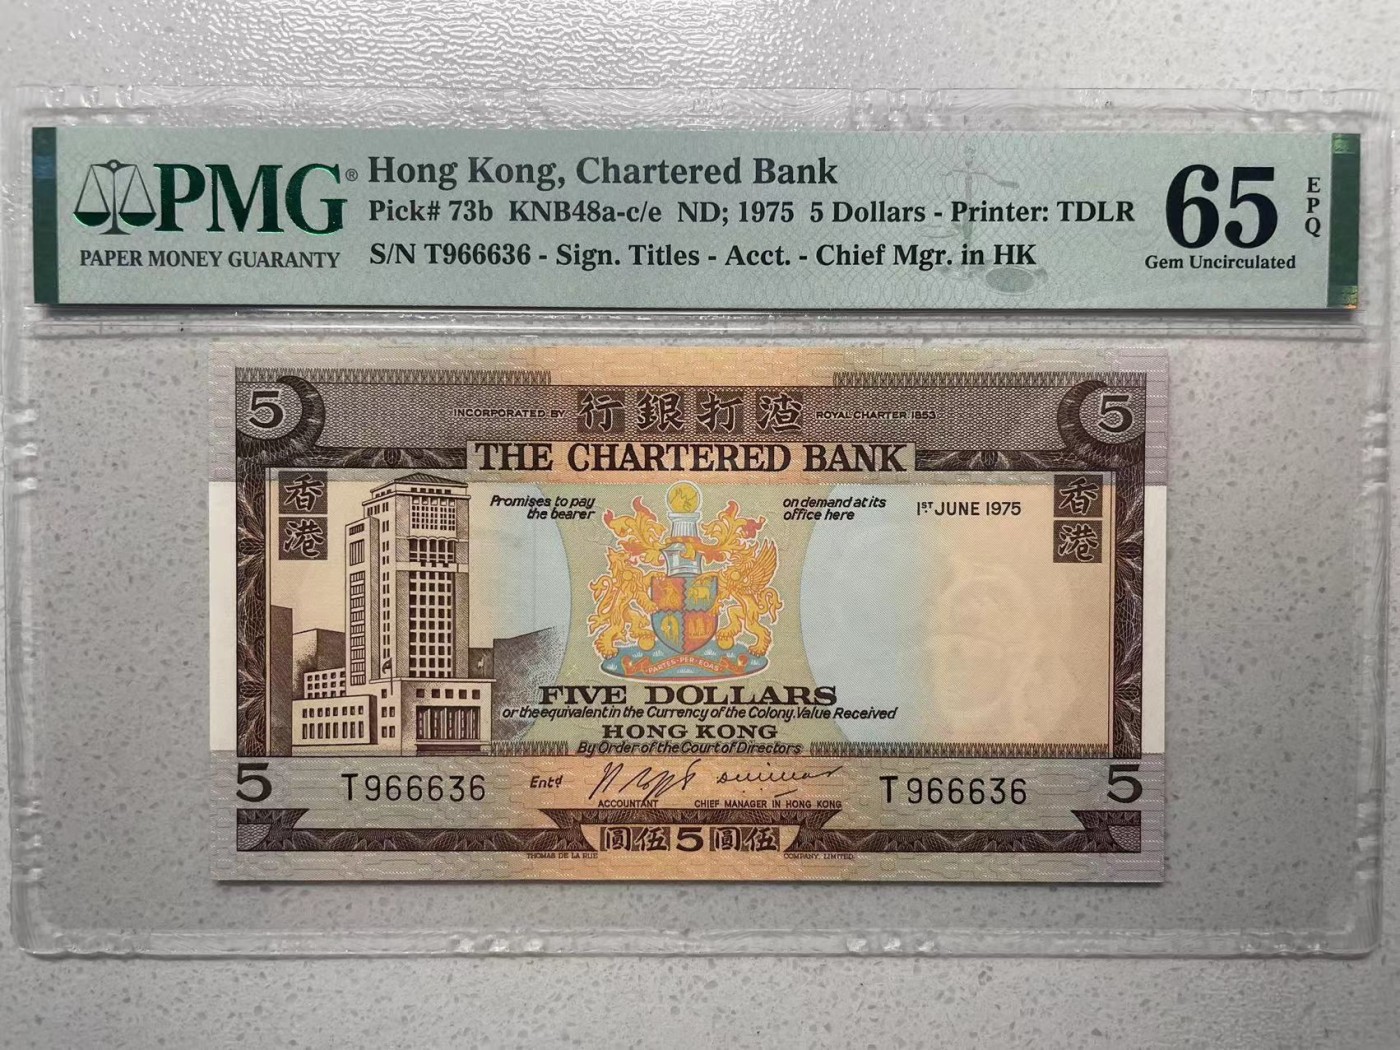 PMG®
PAPER MONEY GUARANTY
Hong Kong, Chartered Bank
Pick# 73b KNB48a-c/e ND; 1975 5 Dollars - Printer: TDLR
S/N T966636 - Sign. Titles - Acct. - Chief Mgr. in HK
65 EPQ
Gem Uncirculated
5 5
INCORPORATED BY 行銀打渣 ROYAL CHARTER 1853
THE CHARTERED BANK
香港 香港
Promises to pay the bearer
on demand at its office here
1ST JUNE 1975
PARTES·PER·EOAS
FIVE DOLLARS
or the equivalent in the Currency of the Colony. Value Received
HONG KONG
By Order of the Court of Directors
5 5
T966636 Entd T966636
ACCOUNTANT CHIEF MANAGER IN HONG KONG
圓伍5圓伍
THOMAS DE LA RUE COMPANY, LIMITED